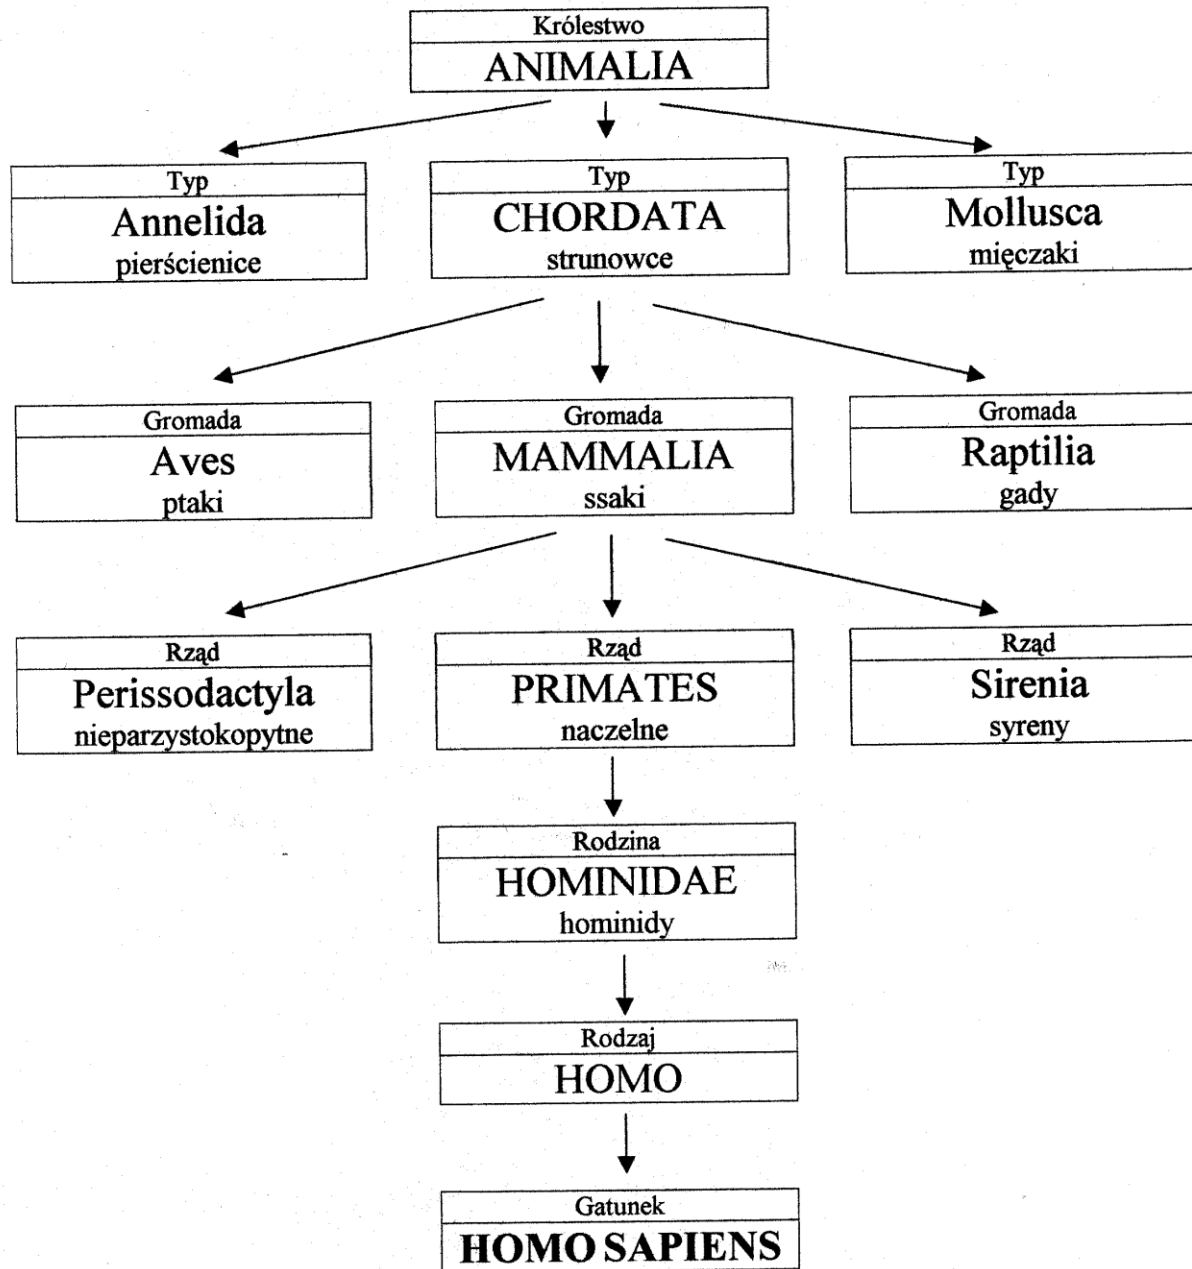 Królestwo
ANIMALIA
Typ
Annelida
pierścienice
Typ
CHORDATA
strunowce
Typ
Mollusca
mięczaki
Gromada
Aves
ptaki
Gromada
MAMMALIA
ssaki
Gromada
Raptilia
gady
Rząd
Perissodactyla
nieparzystokopytne
Rząd
PRIMATES
naczelne
Rząd
Sirenia
syreny
Rodzina
HOMINIDAE
hominidy
Rodzaj
HOMO
Gatunek
HOMO SAPIENS